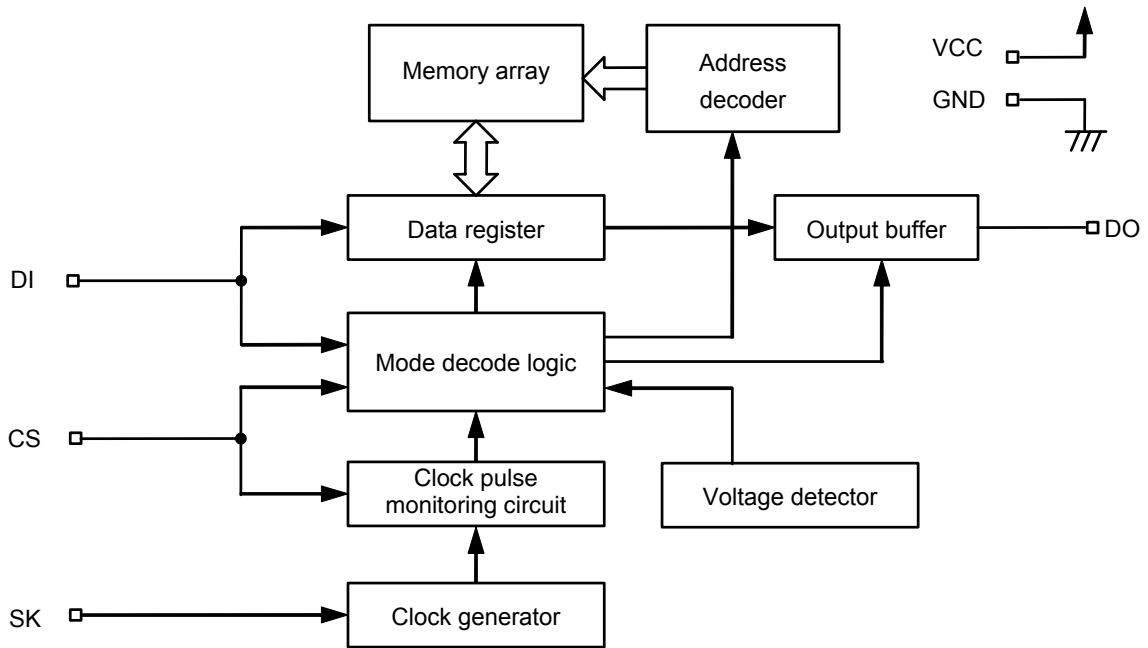 Memory array
Address
decoder
VCC
GND
Data register
Output buffer
DO
DI
Mode decode logic
CS
Clock pulse
monitoring circuit
Voltage detector
SK
Clock generator